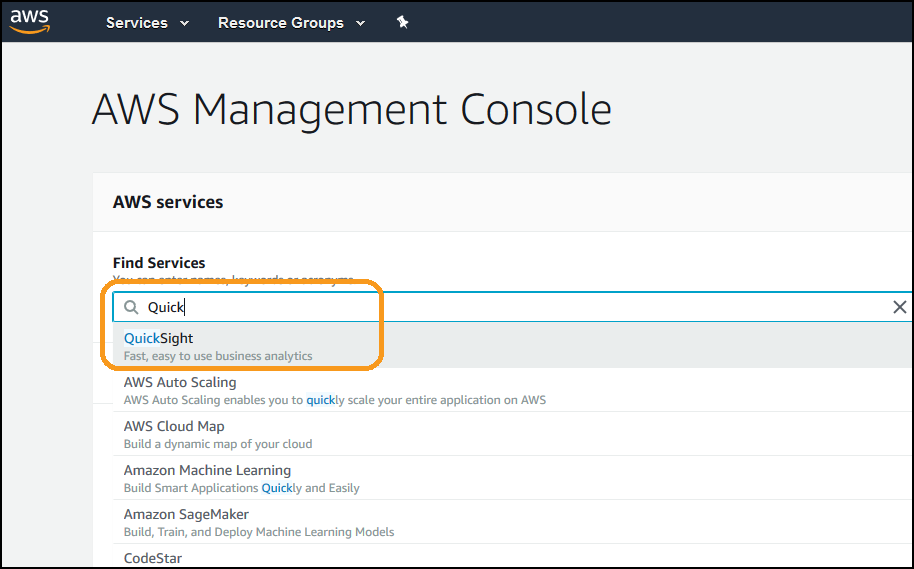 aws
Services
Resource Groups
AWS Management Console
AWS services
Find Services
You can enter names, keywords or acronyms.
Quick
QuickSight
Fast, easy to use business analytics
AWS Auto Scaling
AWS Auto Scaling enables you to quickly scale your entire application on AWS
AWS Cloud Map
Build a dynamic map of your cloud
Amazon Machine Learning
Build Smart Applications Quickly and Easily
Amazon SageMaker
Build, Train, and Deploy Machine Learning Models
CodeStar